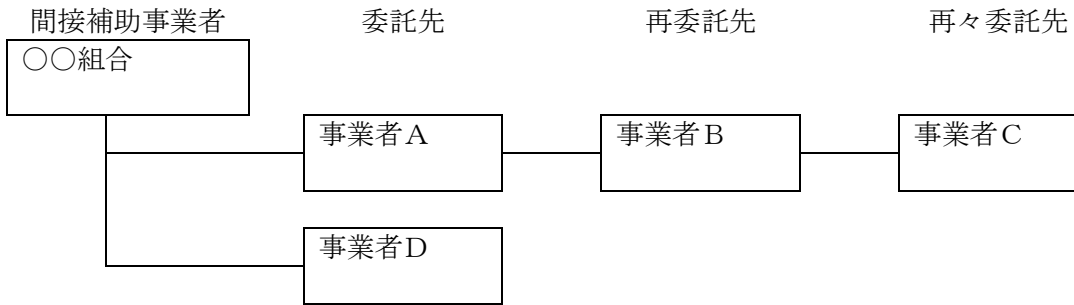 間接補助事業者
委託先
再委託先
再々委託先
○○組合
事業者A
事業者B
事業者C
事業者D